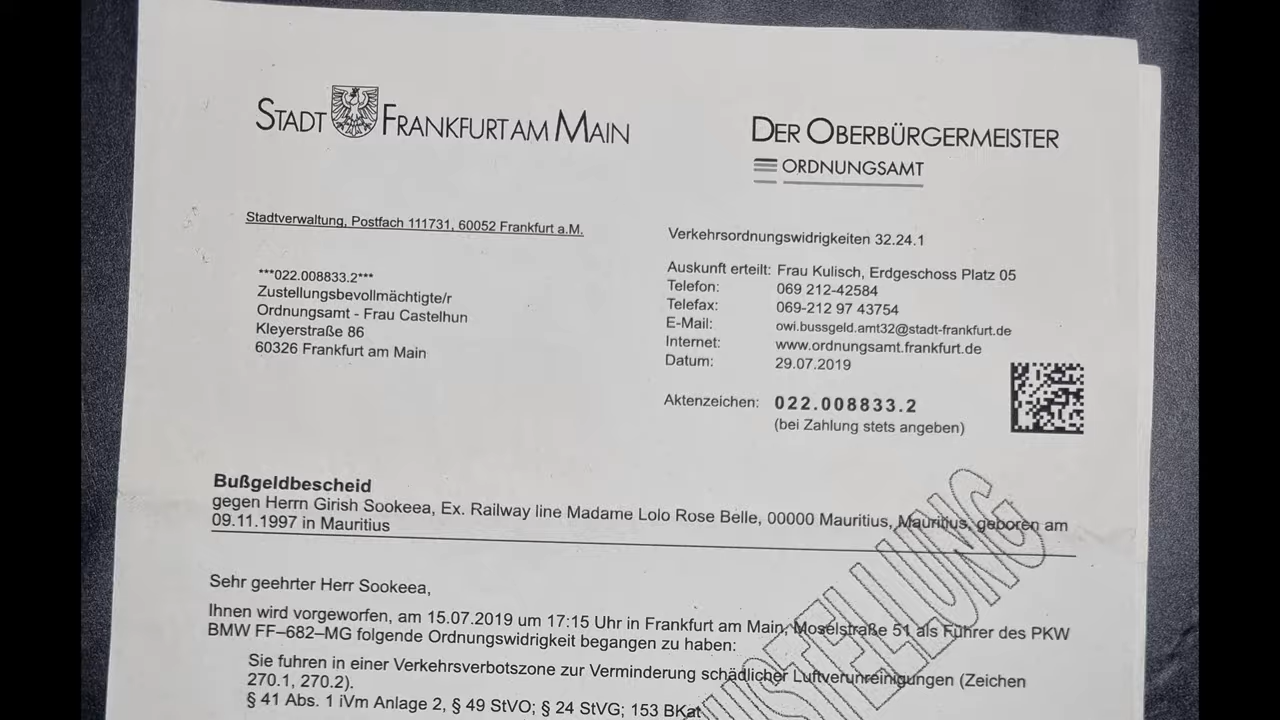 STADT FRANKFURT AM MAIN
DER OBERBÜRGERMEISTER
ORDNUNGSAMT
Stadtverwaltung, Postfach 111731, 60052 Frankfurt a.M.
***022.008833.2***
Zustellungsbevollmächtigte/r
Ordnungsamt - Frau Castelhun
Kleyerstraße 86
60326 Frankfurt am Main
Verkehrsordnungswidrigkeiten 32.24.1
Auskunft erteilt: Frau Kulisch, Erdgeschoss Platz 05
Telefon: 069 212-42584
Telefax: 069-212 97 43754
E-Mail: owi.bussgeld.amt32@stadt-frankfurt.de
Internet: www.ordnungsamt.frankfurt.de
Datum: 29.07.2019
Aktenzeichen: 022.008833.2
(bei Zahlung stets angeben)
Bußgeldbescheid
gegen Herrn Girish Sookeea, Ex. Railway line Madame Lolo Rose Belle, 00000 Mauritius, Mauritius, geboren am
09.11.1997 in Mauritius
Sehr geehrter Herr Sookeea,
Ihnen wird vorgeworfen, am 15.07.2019 um 17:15 Uhr in Frankfurt am Main, Moselstraße 51 als Führer des PKW
BMW FF–682–MG folgende Ordnungswidrigkeit begangen zu haben:
Sie fuhren in einer Verkehrsverbotszone zur Verminderung schädlicher Luftverunreinigungen (Zeichen
270.1, 270.2).
§ 41 Abs. 1 iVm Anlage 2, § 49 StVO; § 24 StVG; 153 BKat
USTELLUNG